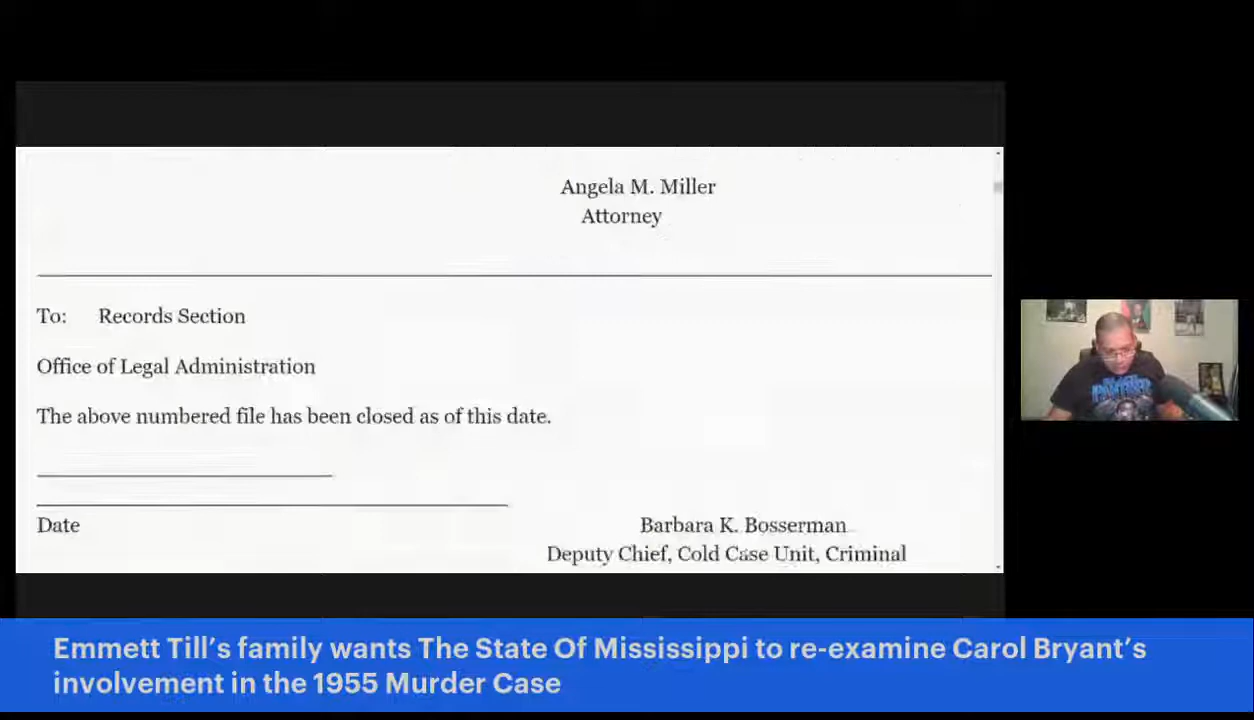 Angela M. Miller
Attorney
To: Records Section
Office of Legal Administration
The above numbered file has been closed as of this date.
Date
Barbara K. Bosserman
Deputy Chief, Cold Case Unit, Criminal
Emmett Till’s family wants The State Of Mississippi to re-examine Carol Bryant’s
involvement in the 1955 Murder Case